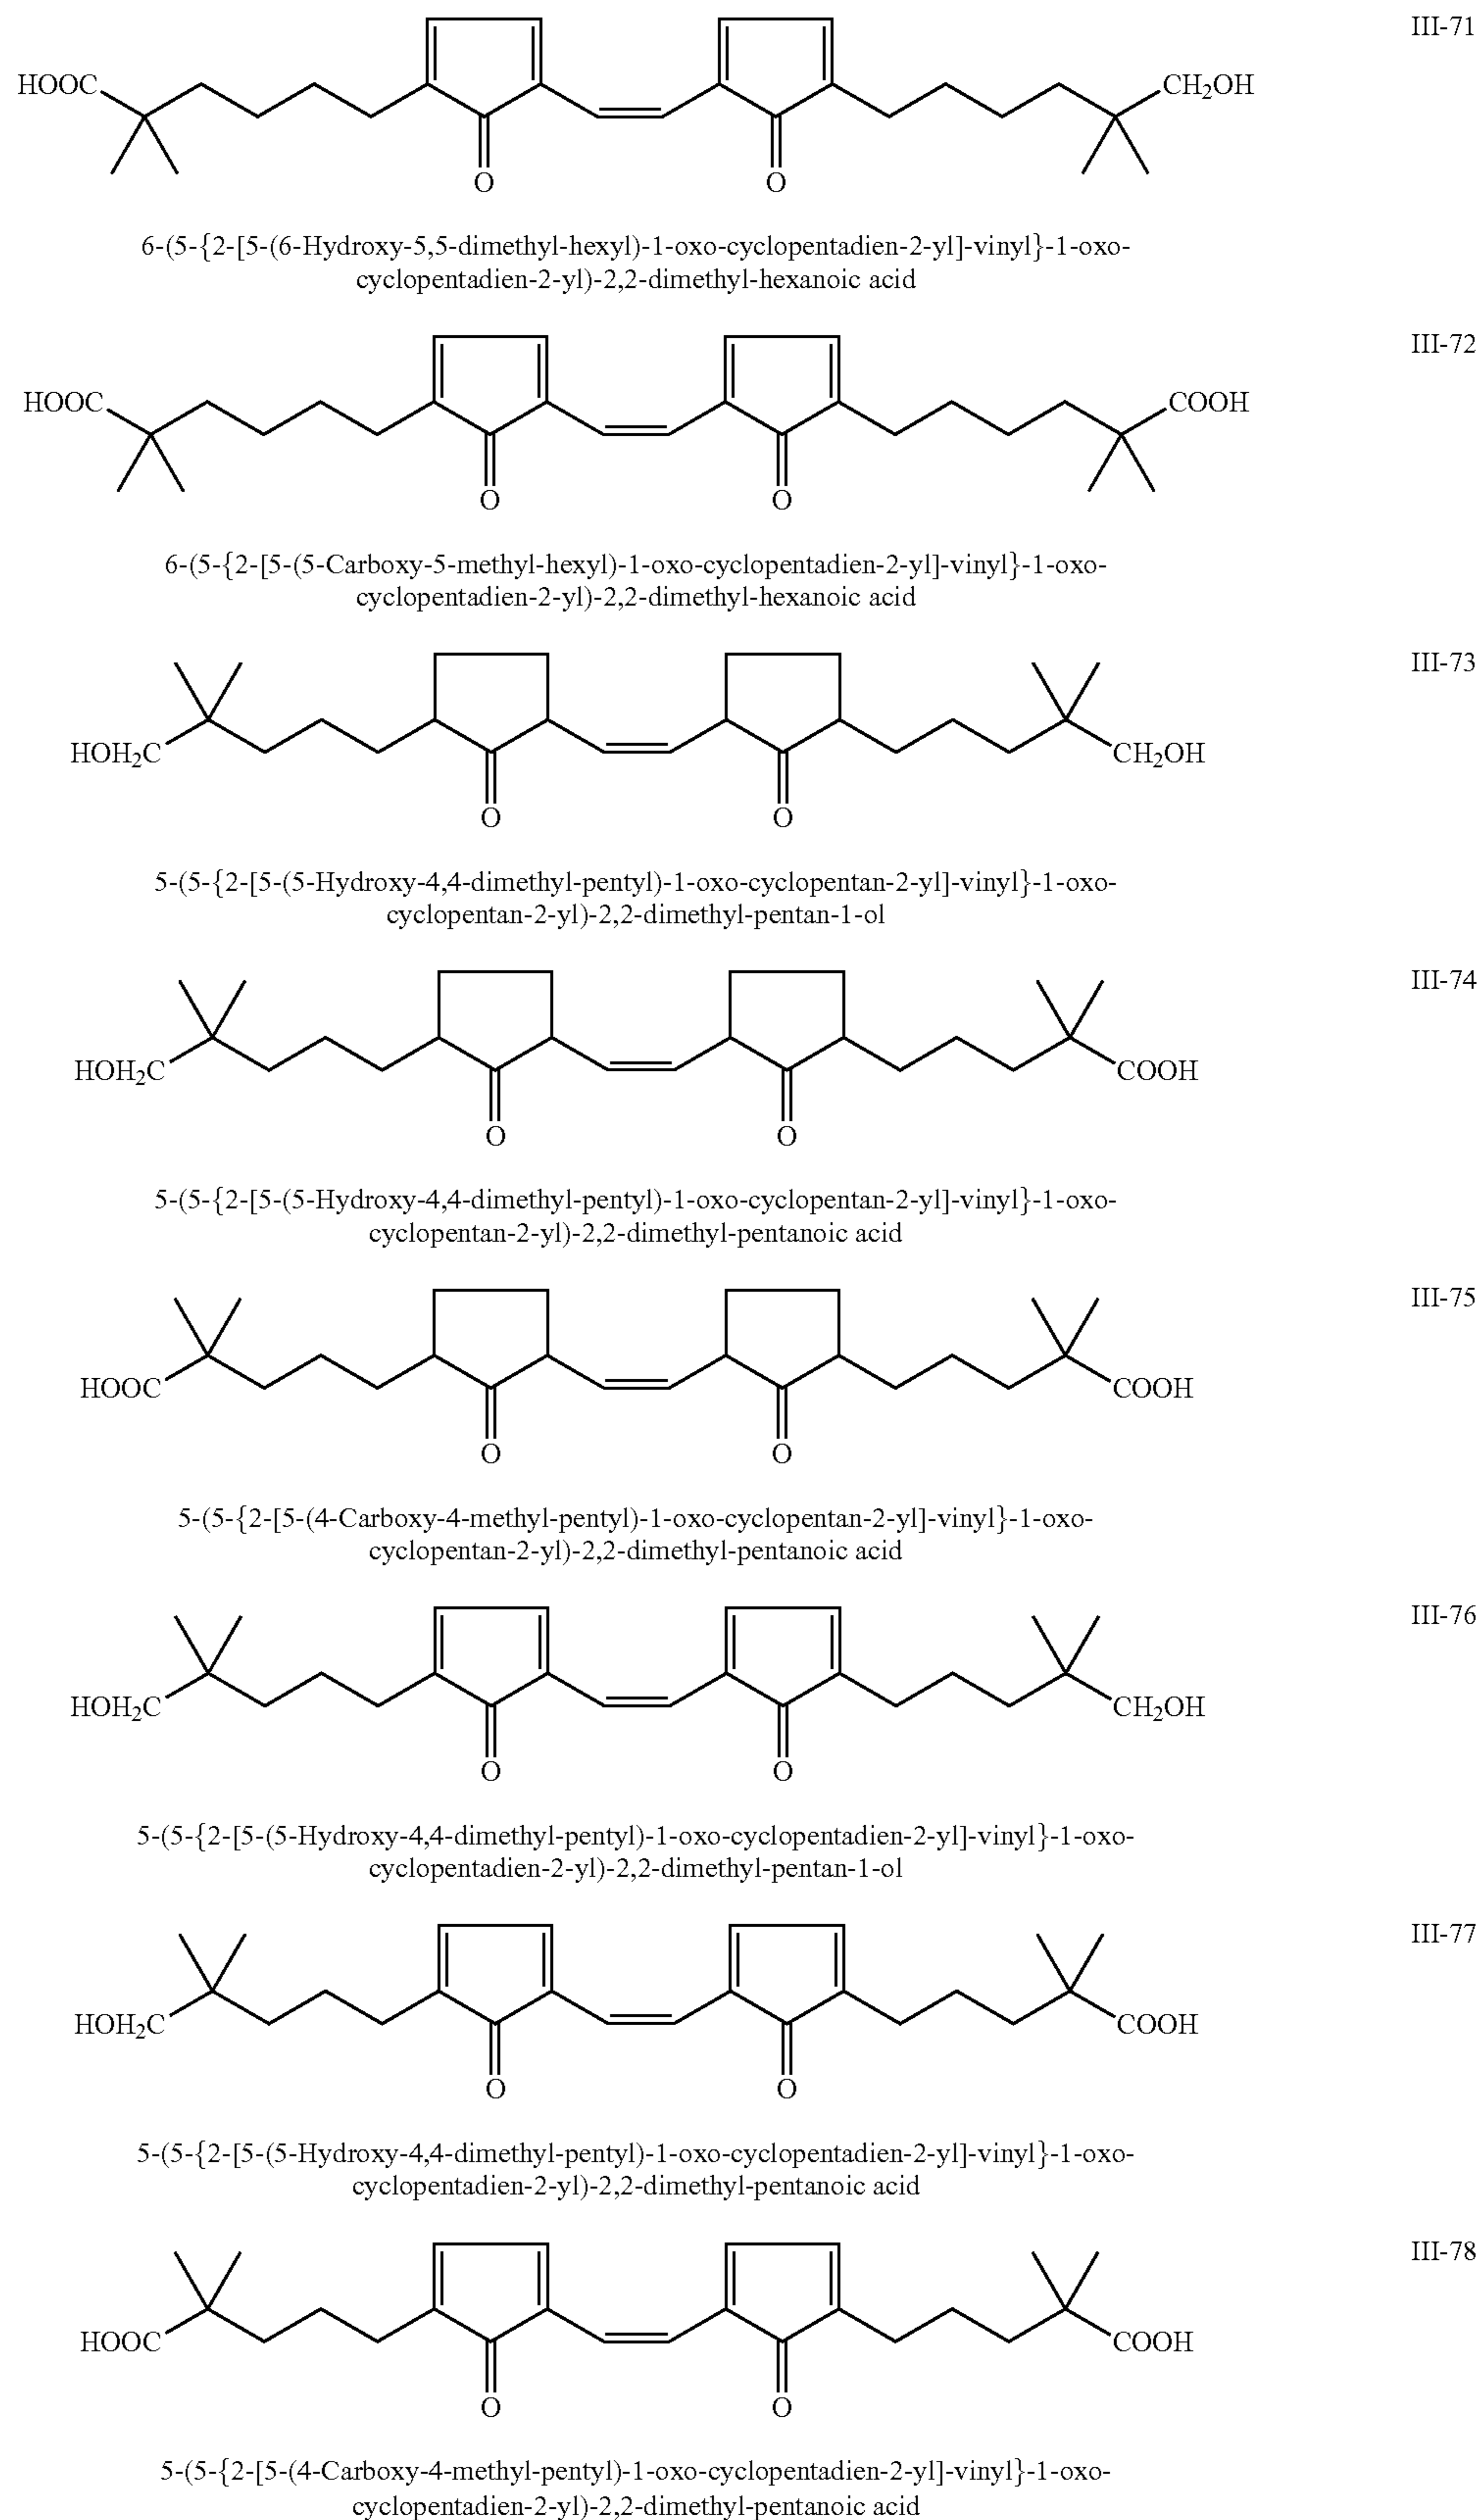 III-71
HOOC CH2OH
O O
6-(5-{2-[5-(6-Hydroxy-5,5-dimethyl-hexyl)-1-oxo-cyclopentadien-2-yl]-vinyl}-1-oxo-
cyclopentadien-2-yl)-2,2-dimethyl-hexanoic acid
III-72
HOOC COOH
O O
6-(5-{2-[5-(5-Carboxy-5-methyl-hexyl)-1-oxo-cyclopentadien-2-yl]-vinyl}-1-oxo-
cyclopentadien-2-yl)-2,2-dimethyl-hexanoic acid
III-73
HOH2C CH2OH
O O
5-(5-{2-[5-(5-Hydroxy-4,4-dimethyl-pentyl)-1-oxo-cyclopentan-2-yl]-vinyl}-1-oxo-
cyclopentan-2-yl)-2,2-dimethyl-pentan-1-ol
III-74
HOH2C COOH
O O
5-(5-{2-[5-(5-Hydroxy-4,4-dimethyl-pentyl)-1-oxo-cyclopentan-2-yl]-vinyl}-1-oxo-
cyclopentan-2-yl)-2,2-dimethyl-pentanoic acid
III-75
HOOC COOH
O O
5-(5-{2-[5-(4-Carboxy-4-methyl-pentyl)-1-oxo-cyclopentan-2-yl]-vinyl}-1-oxo-
cyclopentan-2-yl)-2,2-dimethyl-pentanoic acid
III-76
HOH2C CH2OH
O O
5-(5-{2-[5-(5-Hydroxy-4,4-dimethyl-pentyl)-1-oxo-cyclopentadien-2-yl]-vinyl}-1-oxo-
cyclopentadien-2-yl)-2,2-dimethyl-pentan-1-ol
III-77
HOH2C COOH
O O
5-(5-{2-[5-(5-Hydroxy-4,4-dimethyl-pentyl)-1-oxo-cyclopentadien-2-yl]-vinyl}-1-oxo-
cyclopentadien-2-yl)-2,2-dimethyl-pentanoic acid
III-78
HOOC COOH
O O
5-(5-{2-[5-(4-Carboxy-4-methyl-pentyl)-1-oxo-cyclopentadien-2-yl]-vinyl}-1-oxo-
cyclopentadien-2-yl)-2,2-dimethyl-pentanoic acid